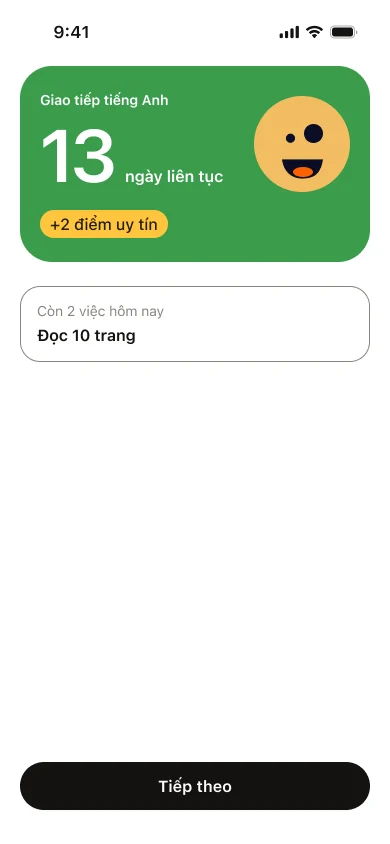 9:41
Giao tiếp tiếng Anh
13 ngày liên tục
+2 điểm uy tín
Còn 2 việc hôm nay
Đọc 10 trang
Tiếp theo